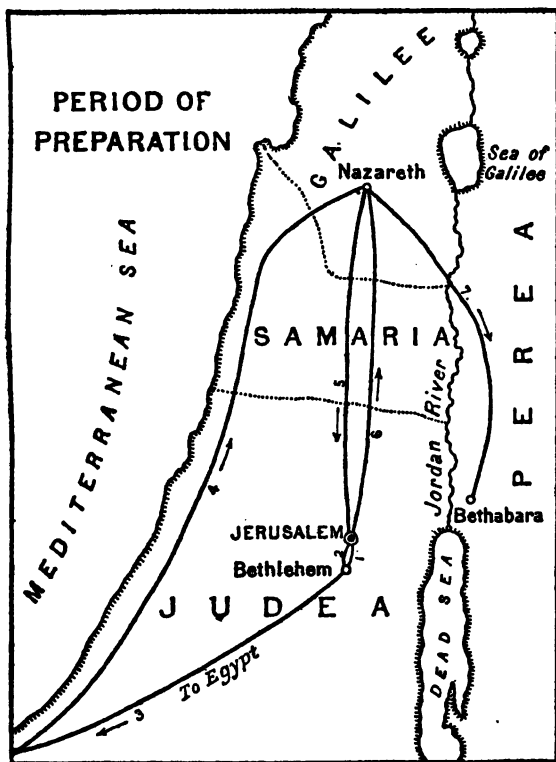 PERIOD OF
PREPARATION
GALILEE
Sea of
Galilee
Nazareth
MEDITERRANEAN SEA
PEREA
7
SAMARIA
5
6
4
Jordan River
Bethabara
JERUSALEM
2
1
Bethlehem
JUDEA
DEAD SEA
To Egypt
3